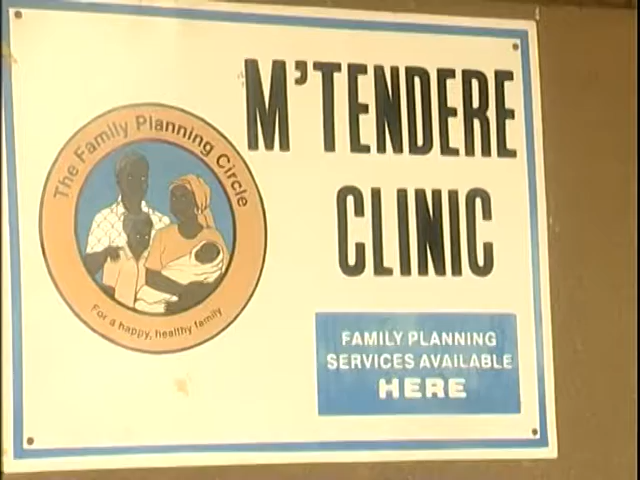 M'TENDERE
CLINIC
The Family Planning Circle
For a happy, healthy family
FAMILY PLANNING
SERVICES AVAILABLE
HERE